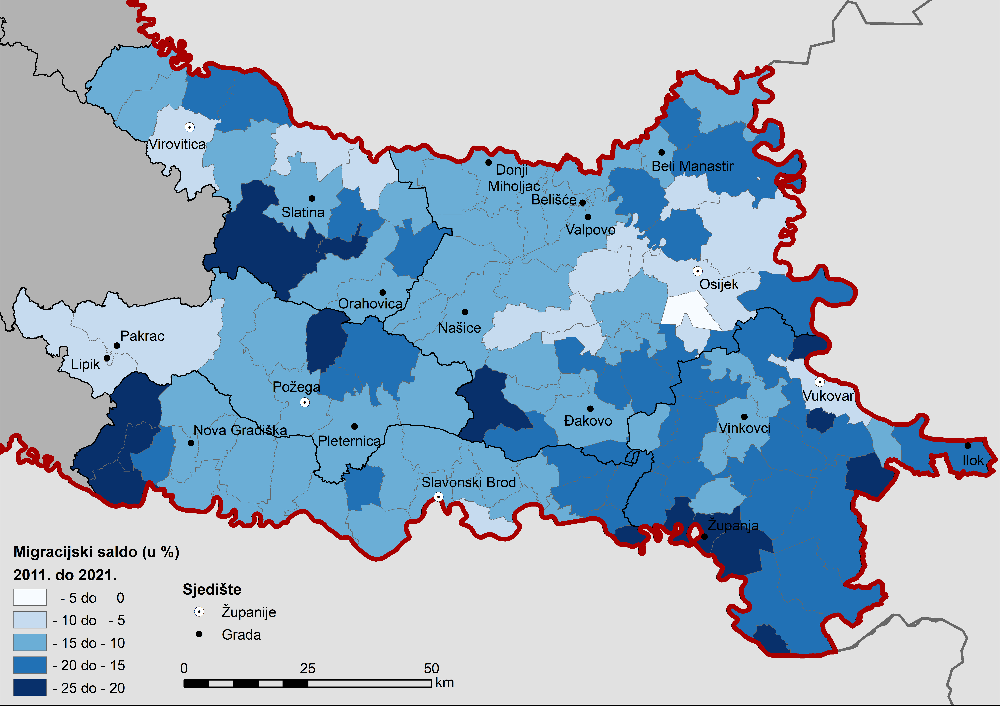 Virovitica
Beli Manastir
Donji
Miholjac
Belišće
Slatina
Valpovo
Osijek
Orahovica
Našice
Pakrac
Lipik
Požega
Vukovar
Đakovo
Vinkovci
Nova Gradiška
Pleternica
Ilok
Slavonski Brod
Županja
Migracijski saldo (u %)
2011. do 2021.
- 5 do 0
- 10 do - 5
- 15 do - 10
- 20 do - 15
- 25 do - 20
Sjedište
Županije
Grada
0 25 50
km